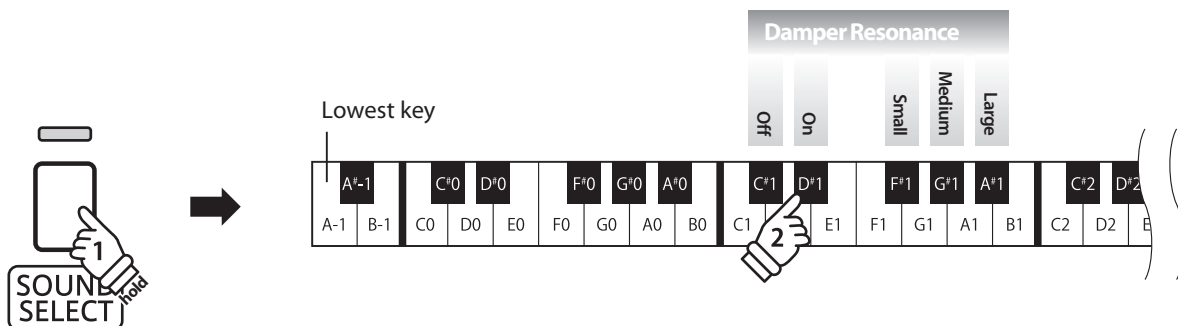 Damper Resonance
Off
On
Small
Medium
Large
Lowest key
A#-1
C#0
D#0
F#0
G#0
A#0
C#1
D#1
F#1
G#1
A#1
C#2
D#2
A-1
B-1
C0
D0
E0
F0
G0
A0
B0
C1
E1
F1
G1
A1
B1
C2
D2
E
1
2
hold
SOUND
SELECT